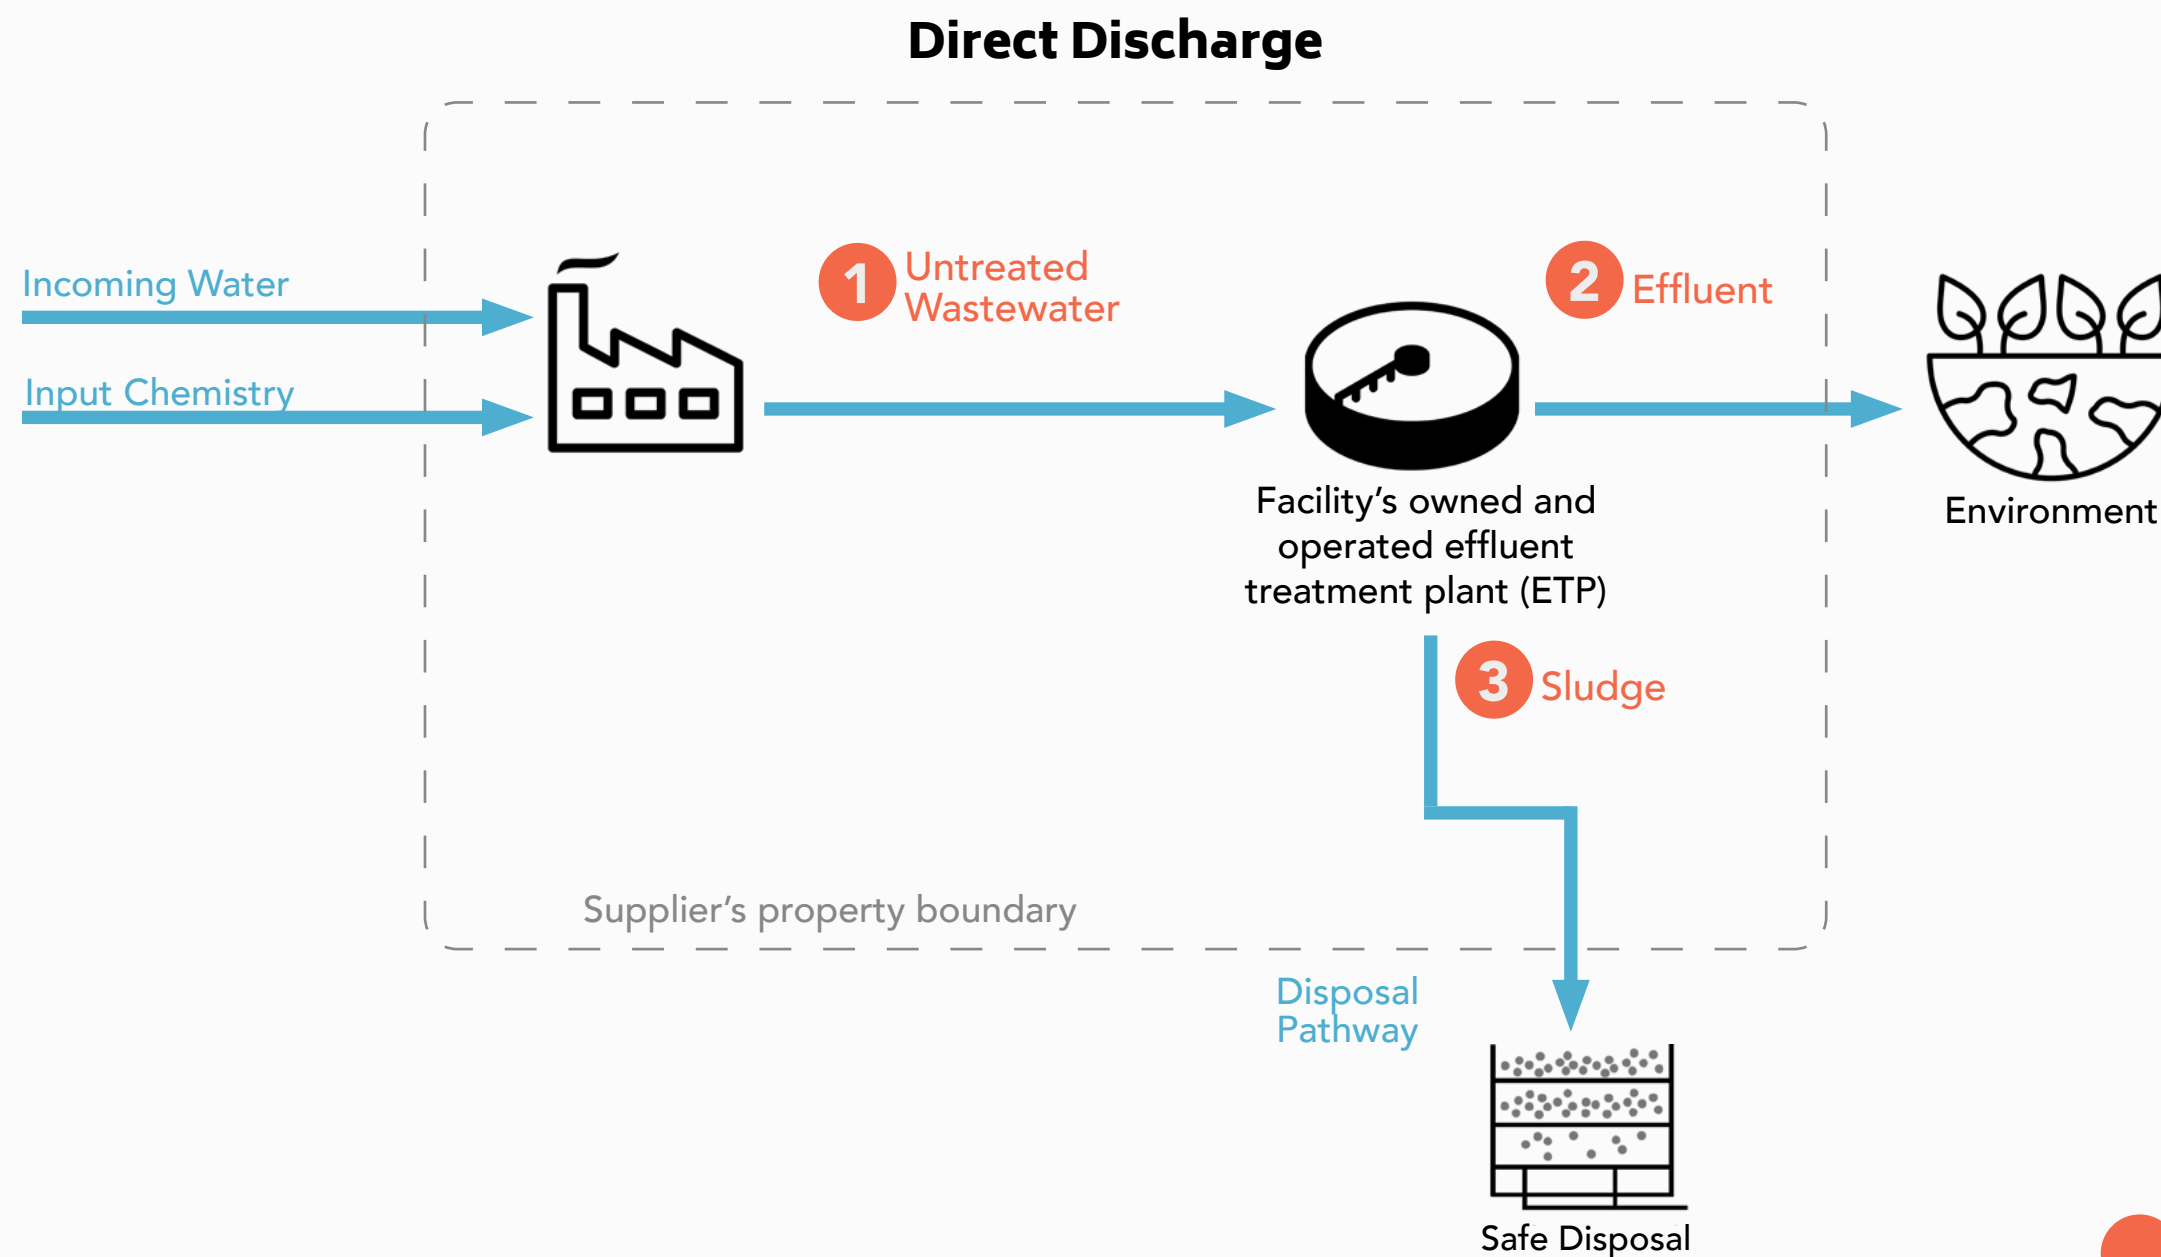 Direct Discharge
Incoming Water
Input Chemistry
1
Untreated
Wastewater
2
Effluent
Facility’s owned and
operated effluent
treatment plant (ETP)
Environment
3
Sludge
Supplier’s property boundary
Disposal
Pathway
Safe Disposal